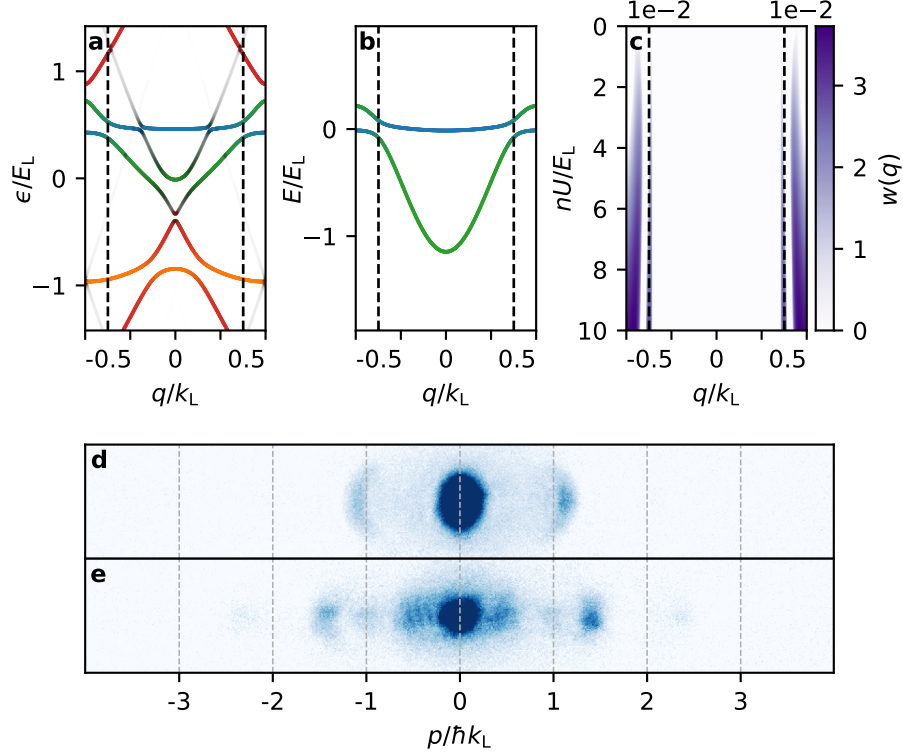 1e−2 1e−2
a b c
1
0
−1
ϵ/E_L
0
−1
E/E_L
0
2
4
6
8
10
nU/E_L
3
2
1
0
w(q)
-0.5 0 0.5 -0.5 0 0.5 -0.5 0 0.5
q/k_L q/k_L q/k_L
d
e
-3 -2 -1 0 1 2 3
p/ħk_L